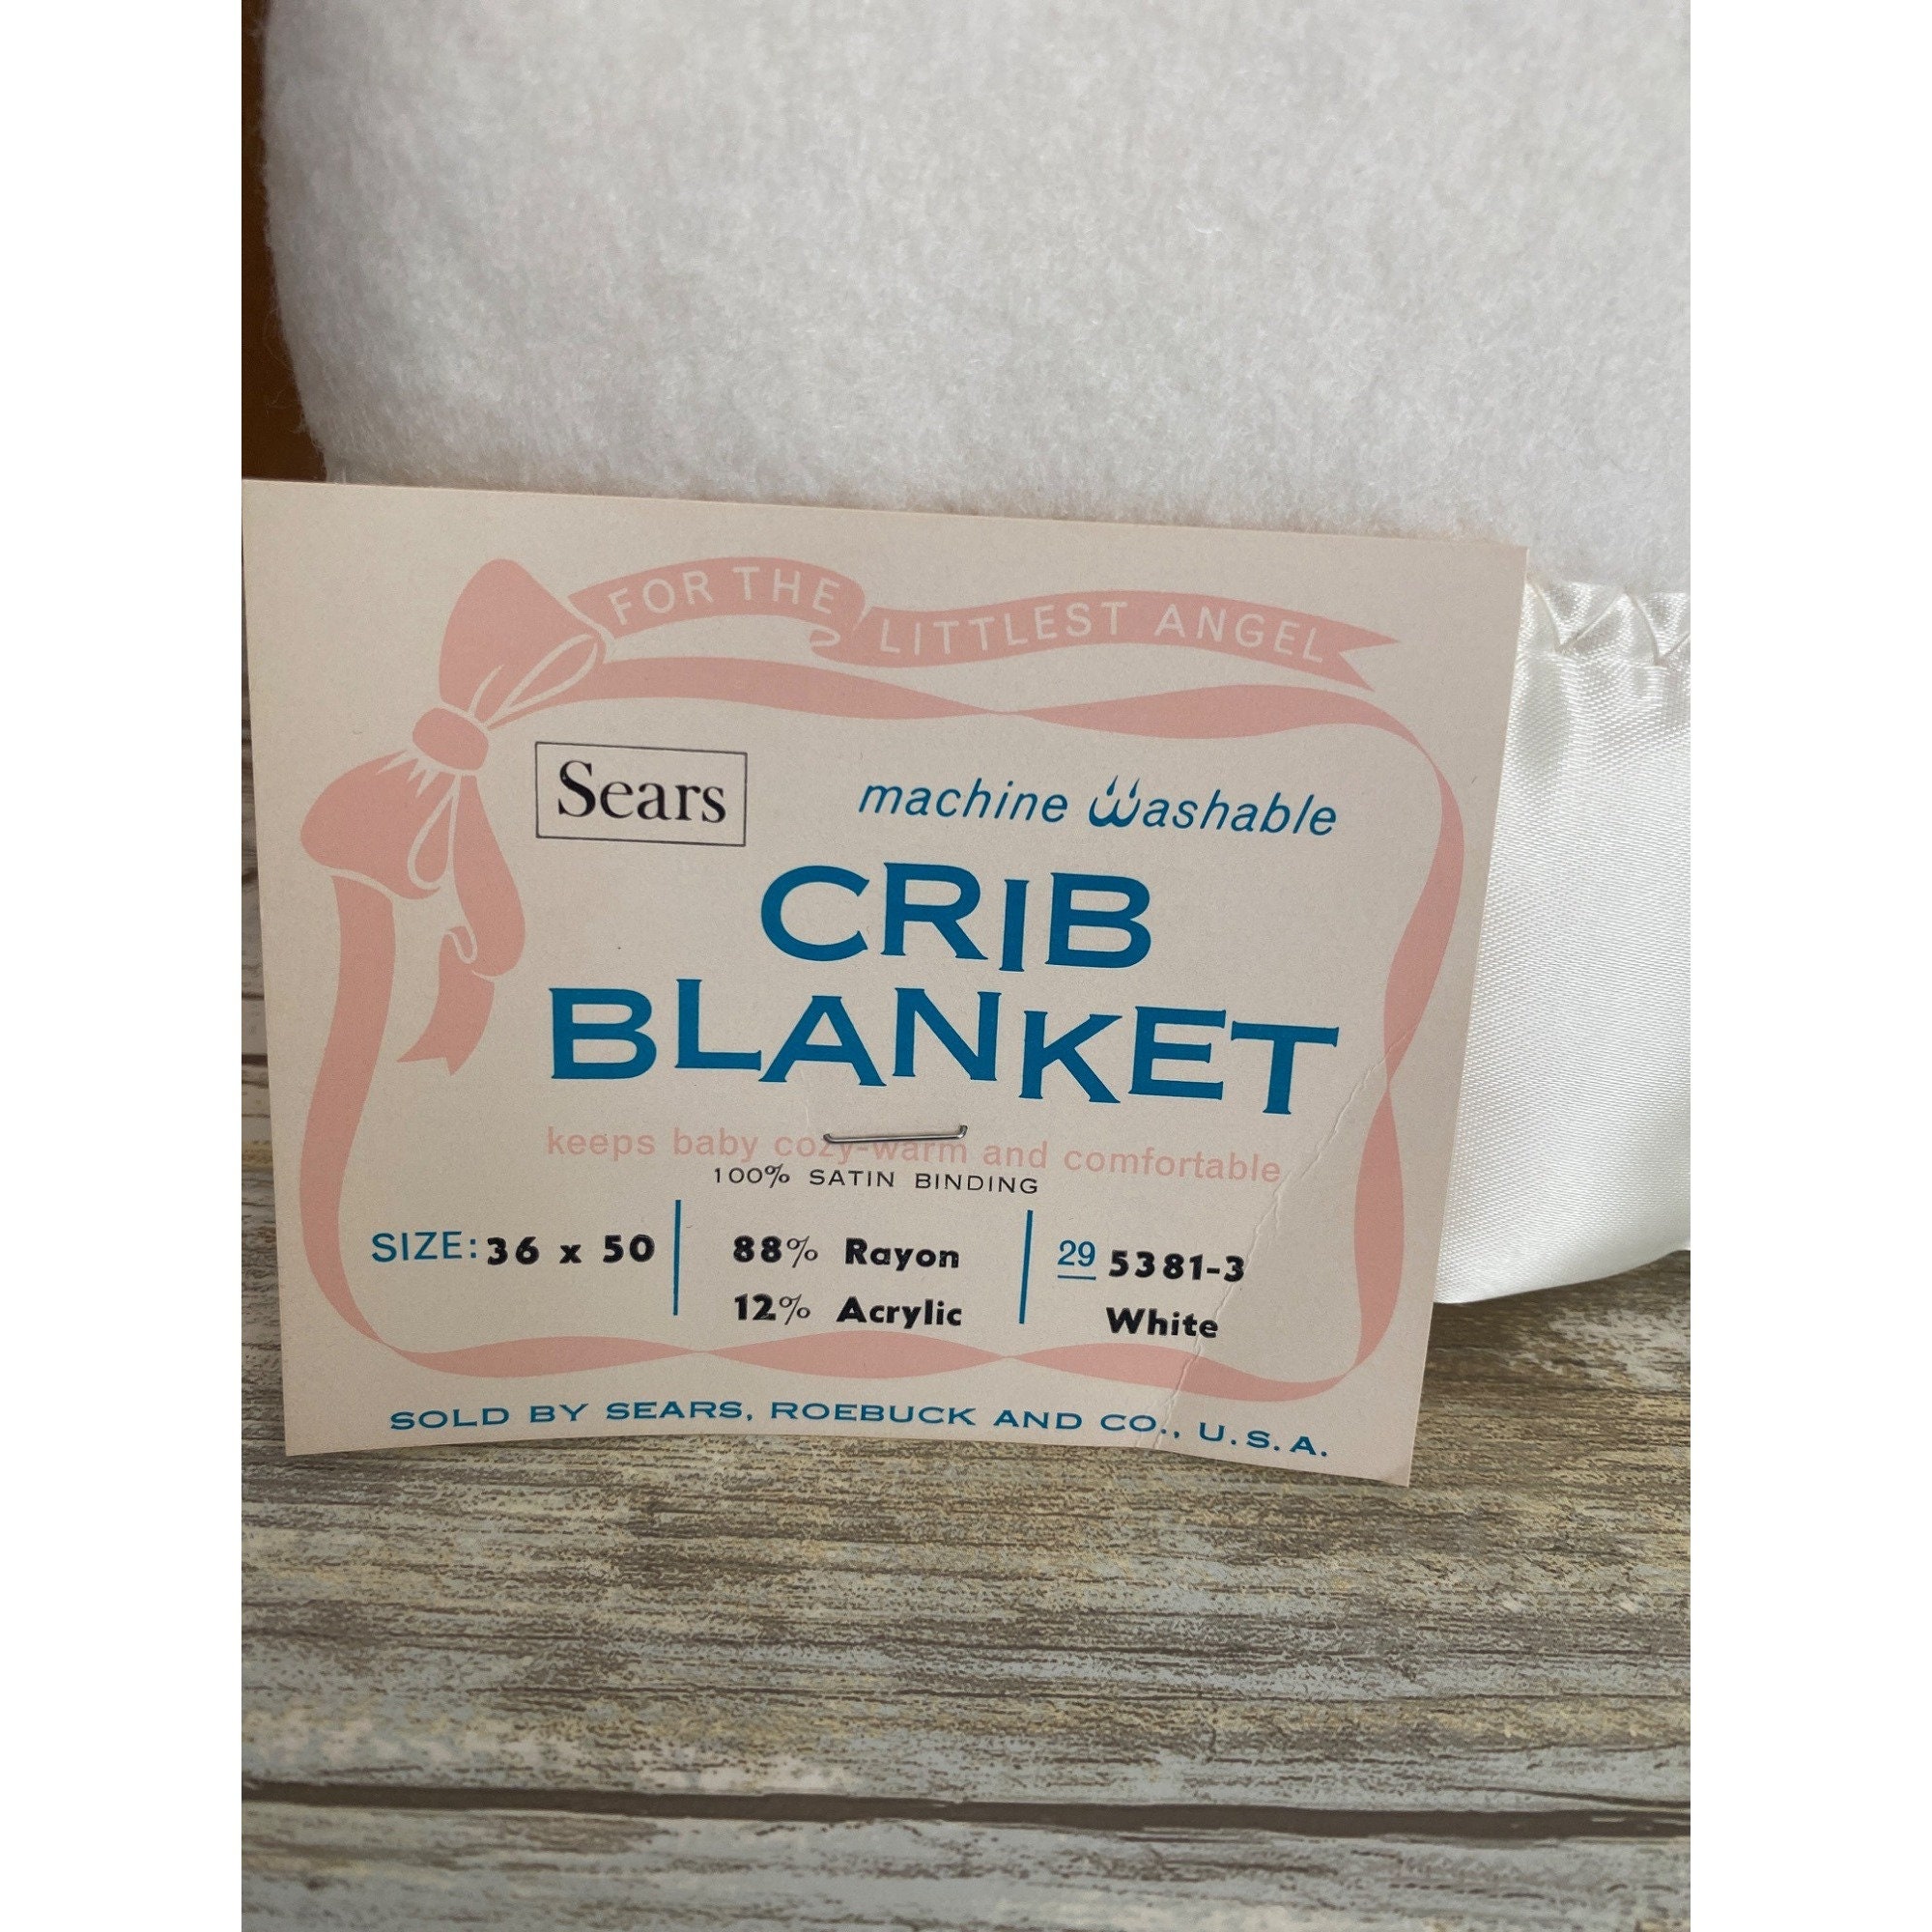 FOR THE LITTLEST ANGEL
Sears
machine washable
CRIB
BLANKET
keeps baby cozy-warm and comfortable
100% SATIN BINDING
SIZE: 36 x 50
88% Rayon
12% Acrylic
29 5381-3
White
SOLD BY SEARS, ROEBUCK AND CO., U.S.A.